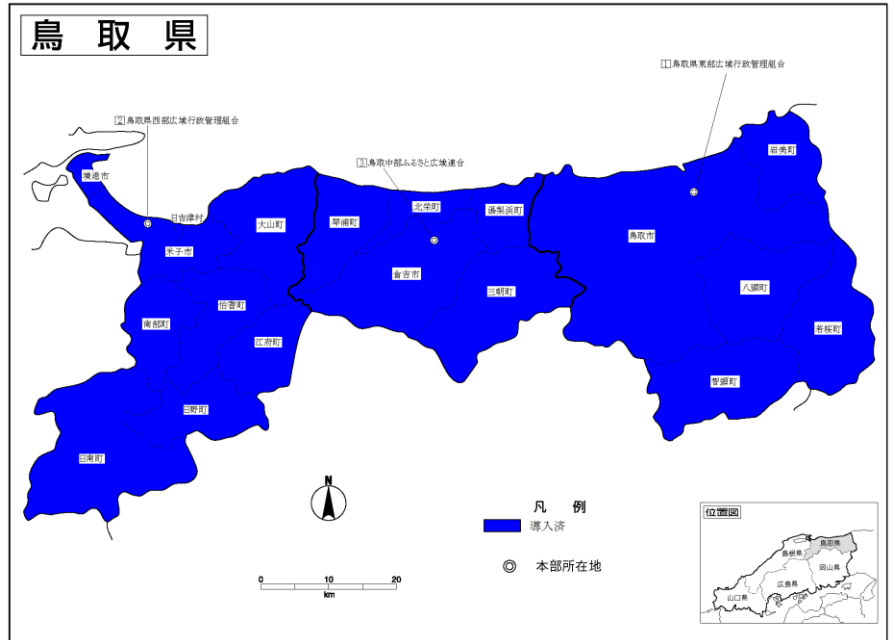 鳥取県
1 鳥取県東部広域行政管理組合
2 鳥取県西部広域行政管理組合
3 鳥取中部ふるさと広域連合
岩美町
境港市
日吉津村
大山町
北栄町
湯梨浜町
琴浦町
鳥取市
米子市
倉吉市
三朝町
八頭町
伯耆町
南部町
江府町
若桜町
智頭町
日野町
日南町
N
凡 例
導入済
本部所在地
0 10 20
km
位置図
鳥取県
島根県
岡山県
広島県
山口県